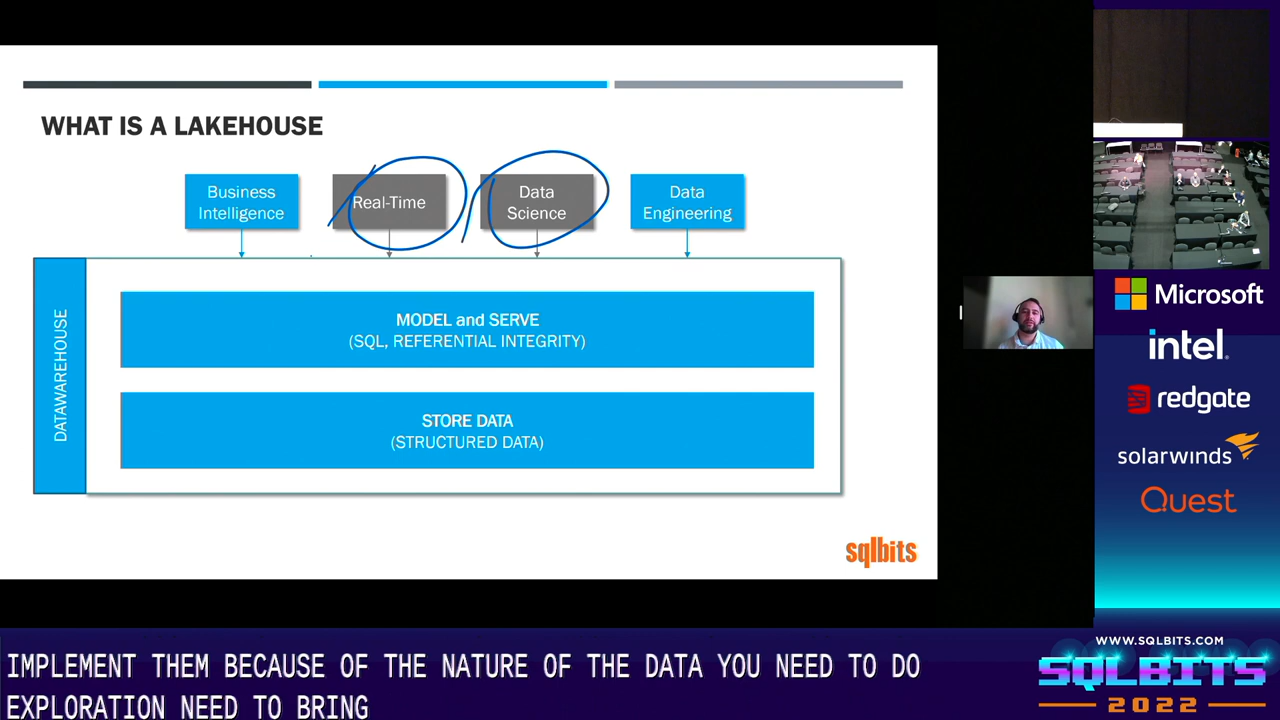 WHAT IS A LAKEHOUSE
Business
Intelligence
Real-Time
Data
Science
Data
Engineering
DATAWAREHOUSE
MODEL and SERVE
(SQL, REFERENTIAL INTEGRITY)
STORE DATA
(STRUCTURED DATA)
sqlbits
Microsoft
intel.
redgate
solarwinds
Quest
WWW.SQLBITS.COM
SQLBITS
2022
IMPLEMENT THEM BECAUSE OF THE NATURE OF THE DATA YOU NEED TO DO
EXPLORATION NEED TO BRING